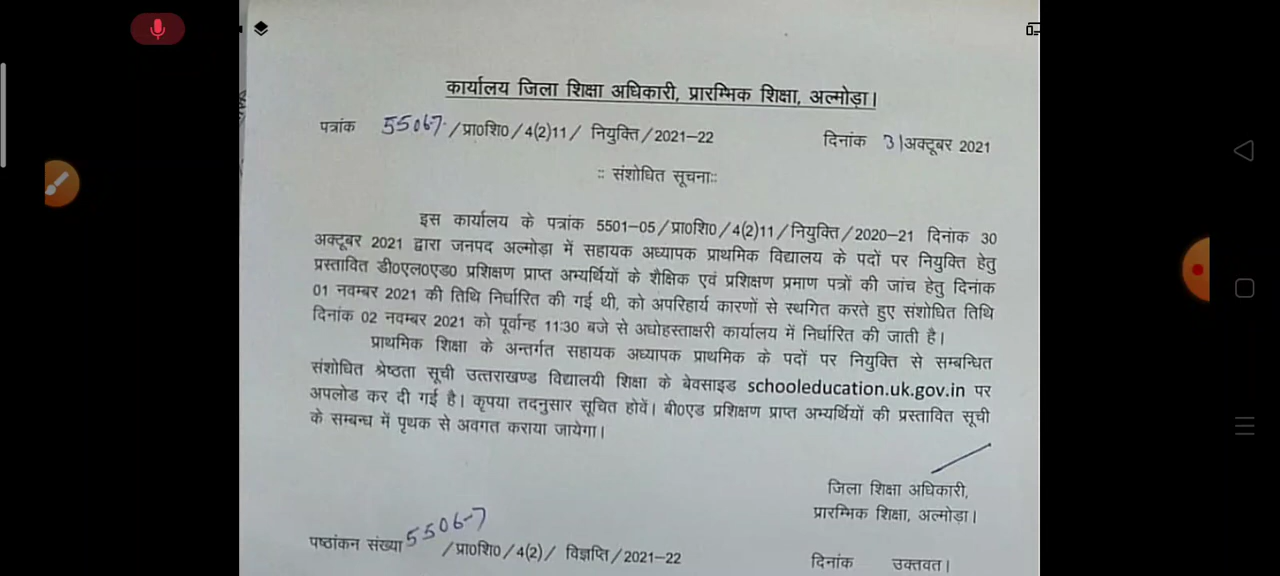 कार्यालय जिला शिक्षा अधिकारी, प्रारम्भिक शिक्षा, अल्मोड़ा।
पत्रांक 5506-7 /प्रा0शि0/4(2)11/ नियुक्ति/2021-22 दिनांक 31अक्टूबर 2021
:: संशोधित सूचना::
इस कार्यालय के पत्रांक 5501-05/प्रा0शि0/4(2)11/नियुक्ति/2020-21 दिनांक 30
अक्टूबर 2021 द्वारा जनपद अल्मोड़ा में सहायक अध्यापक प्राथमिक विद्यालय के पदों पर नियुक्ति हेतु
प्रस्तावित डी0एल0एड0 प्रशिक्षण प्राप्त अभ्यर्थियों के शैक्षिक एवं प्रशिक्षण प्रमाण पत्रों की जांच हेतु दिनांक
01 नवम्बर 2021 की तिथि निर्धारित की गई थी, को अपरिहार्य कारणों से स्थगित करते हुए संशोधित तिथि
दिनांक 02 नवम्बर 2021 को पूर्वान्ह 11:30 बजे से अधोहस्ताक्षरी कार्यालय में निर्धारित की जाती है।
प्राथमिक शिक्षा के अन्तर्गत सहायक अध्यापक प्राथमिक के पदों पर नियुक्ति से सम्बन्धित
संशोधित श्रेष्ठता सूची उत्तराखण्ड विद्यालयी शिक्षा के बेवसाइड schooleducation.uk.gov.in पर
अपलोड कर दी गई है। कृपया तदनुसार सूचित होवें। बी0एड प्रशिक्षण प्राप्त अभ्यर्थियों की प्रस्तावित सूची
के सम्बन्ध में पृथक से अवगत कराया जायेगा।
जिला शिक्षा अधिकारी,
प्रारम्भिक शिक्षा, अल्मोड़ा।
पष्ठांकन संख्या 5506-7 /प्रा0शि0/4(2)/ विज्ञप्ति/2021-22 दिनांक उक्तवत।